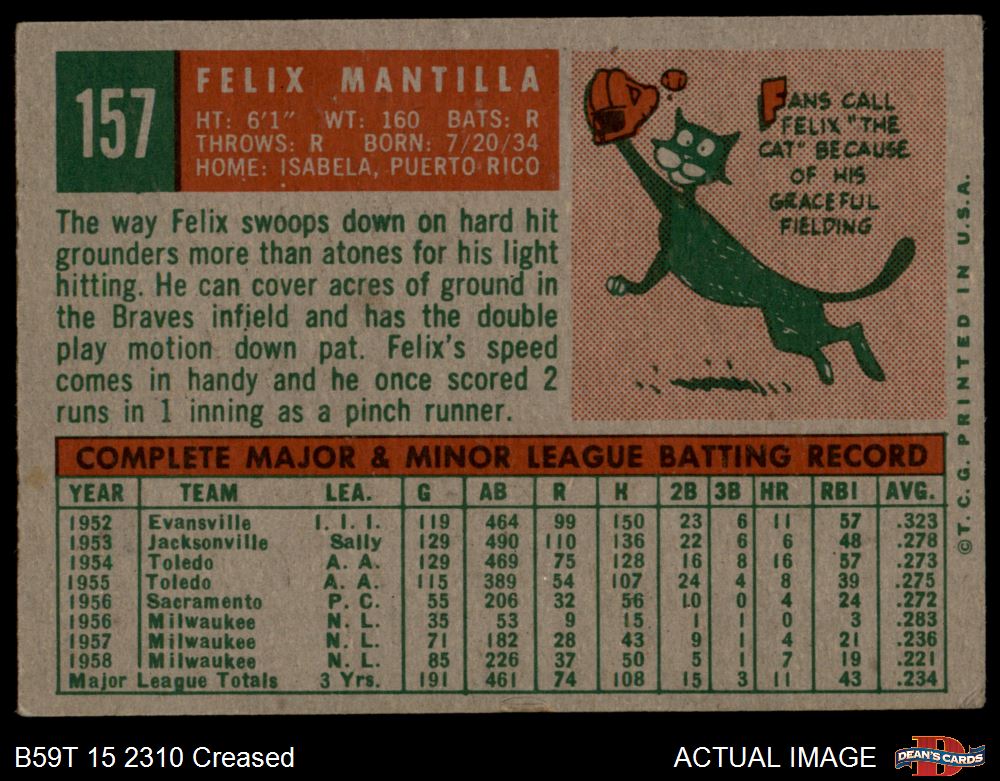 157
FELIX MANTILLA
HT: 6'1" WT: 160 BATS: R
THROWS: R BORN: 7/20/34
HOME: ISABELA, PUERTO RICO
The way Felix swoops down on hard hit
grounders more than atones for his light
hitting. He can cover acres of ground in
the Braves infield and has the double
play motion down pat. Felix's speed
comes in handy and he once scored 2
runs in 1 inning as a pinch runner.
FANS CALL
FELIX "THE
CAT" BECAUSE
OF HIS
GRACEFUL
FIELDING
COMPLETE MAJOR & MINOR LEAGUE BATTING RECORD
YEAR TEAM LEA. G AB R H 2B 3B HR RBI AVG.
1952 Evansville I. I. I. 119 464 99 150 23 6 11 57 .323
1953 Jacksonville Sally 129 490 110 136 22 6 6 48 .278
1954 Toledo A. A. 129 469 75 128 16 8 16 57 .273
1955 Toledo A. A. 115 389 54 107 24 4 8 39 .275
1956 Sacramento P. C. 55 206 32 56 10 0 4 24 .272
1956 Milwaukee N. L. 35 53 9 15 1 1 0 3 .283
1957 Milwaukee N. L. 71 182 28 43 9 1 4 21 .236
1958 Milwaukee N. L. 85 226 37 50 5 1 7 19 .221
Major League Totals 3 Yrs. 191 461 74 108 15 3 11 43 .234
©T. C. G. PRINTED IN U.S.A.
B59T 15 2310 Creased
ACTUAL IMAGE
D
DEAN'S CARDS